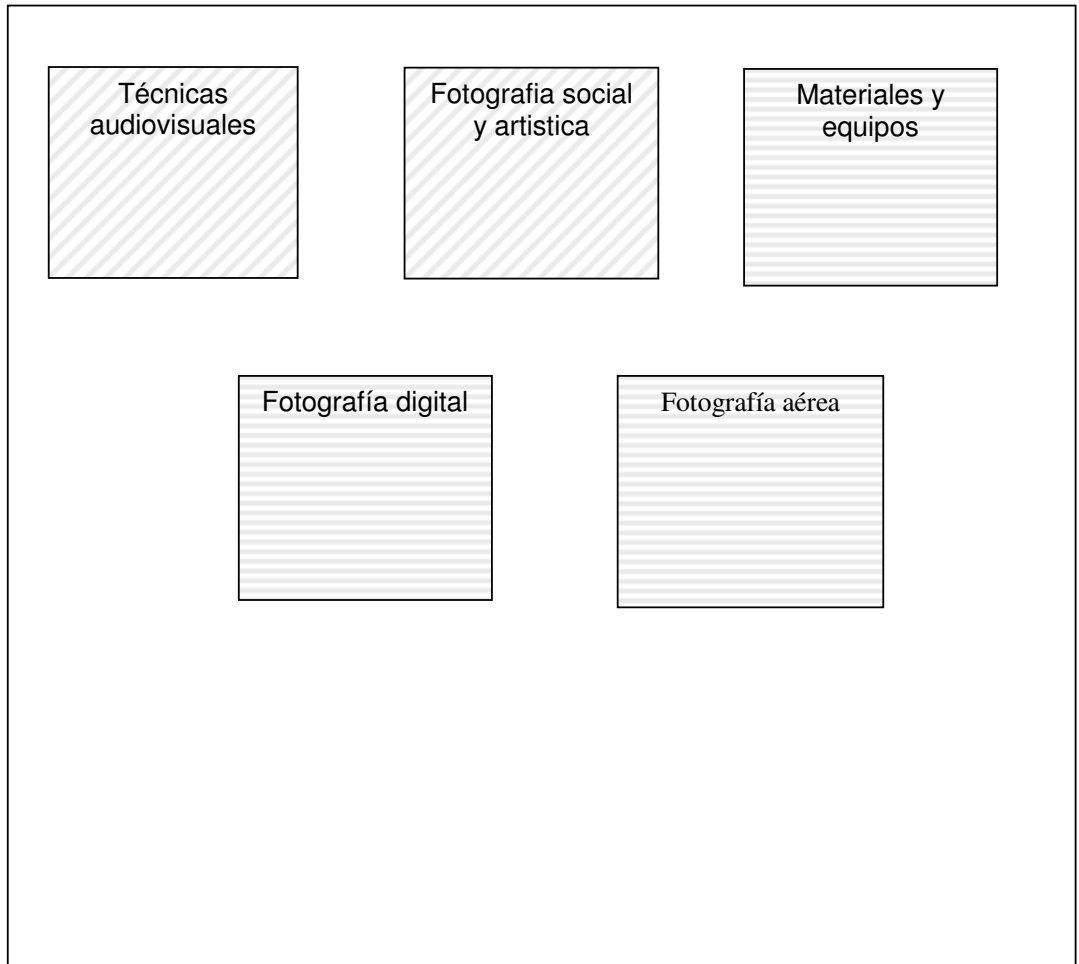 Técnicas
audiovisuales
Fotografia social
y artistica
Materiales y
equipos
Fotografía digital
Fotografía aérea